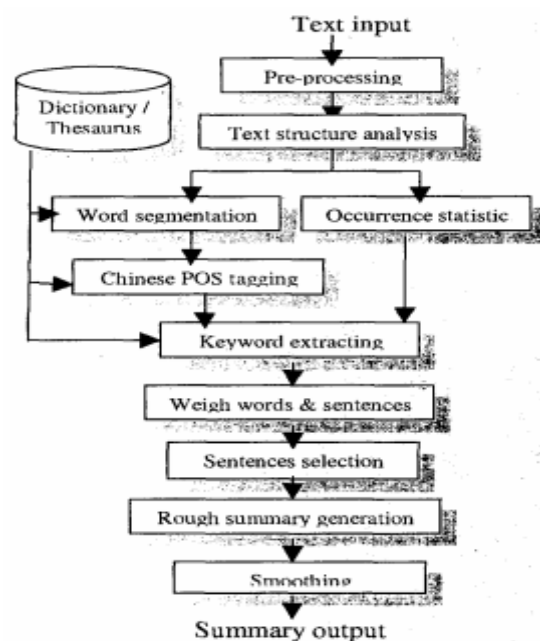 Text input
Pre-processing
Dictionary /
Thesaurus
Text structure analysis
Word segmentation
Occurrence statistic
Chinese POS tagging
Keyword extracting
Weigh words & sentences
Sentences selection
Rough summary generation
Smoothing
Summary output